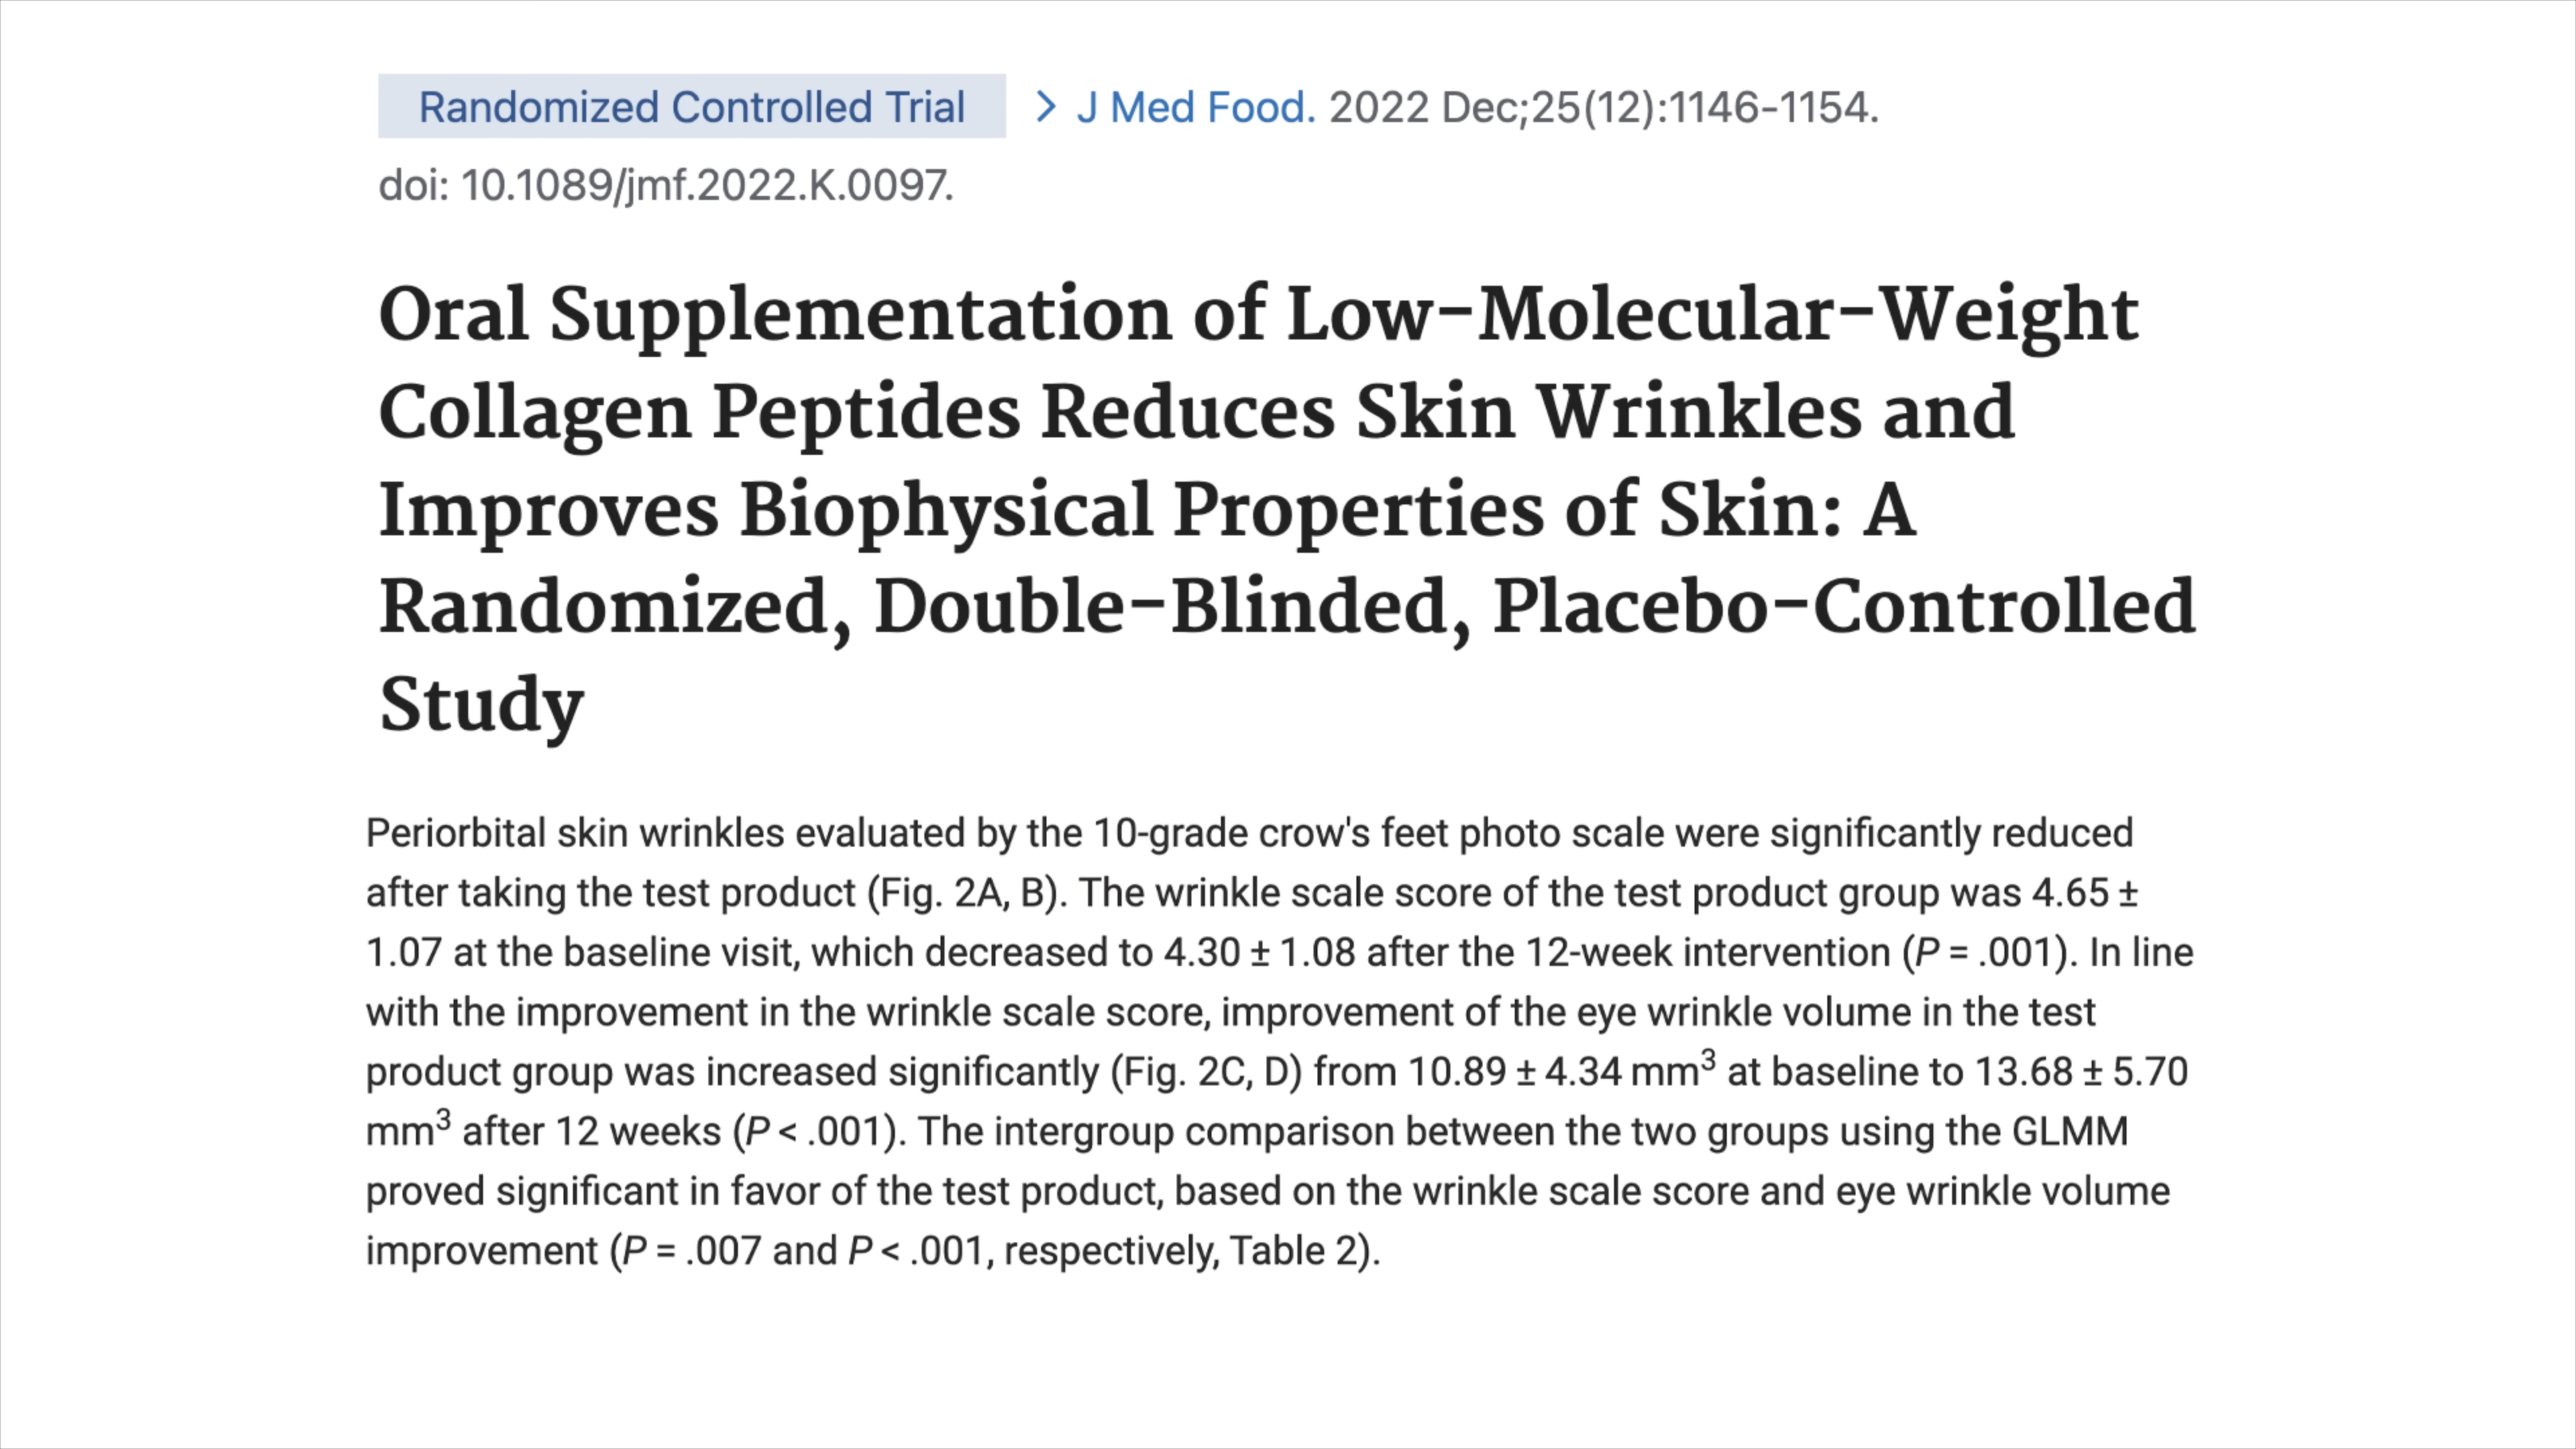 Randomized Controlled Trial > J Med Food. 2022 Dec;25(12):1146-1154.
doi: 10.1089/jmf.2022.K.0097.
Oral Supplementation of Low-Molecular-Weight
Collagen Peptides Reduces Skin Wrinkles and
Improves Biophysical Properties of Skin: A
Randomized, Double-Blinded, Placebo-Controlled
Study
Periorbital skin wrinkles evaluated by the 10-grade crow's feet photo scale were significantly reduced
after taking the test product (Fig. 2A, B). The wrinkle scale score of the test product group was 4.65 ±
1.07 at the baseline visit, which decreased to 4.30 ± 1.08 after the 12-week intervention (P = .001). In line
with the improvement in the wrinkle scale score, improvement of the eye wrinkle volume in the test
product group was increased significantly (Fig. 2C, D) from 10.89 ± 4.34 mm³ at baseline to 13.68 ± 5.70
mm³ after 12 weeks (P < .001). The intergroup comparison between the two groups using the GLMM
proved significant in favor of the test product, based on the wrinkle scale score and eye wrinkle volume
improvement (P = .007 and P < .001, respectively, Table 2).